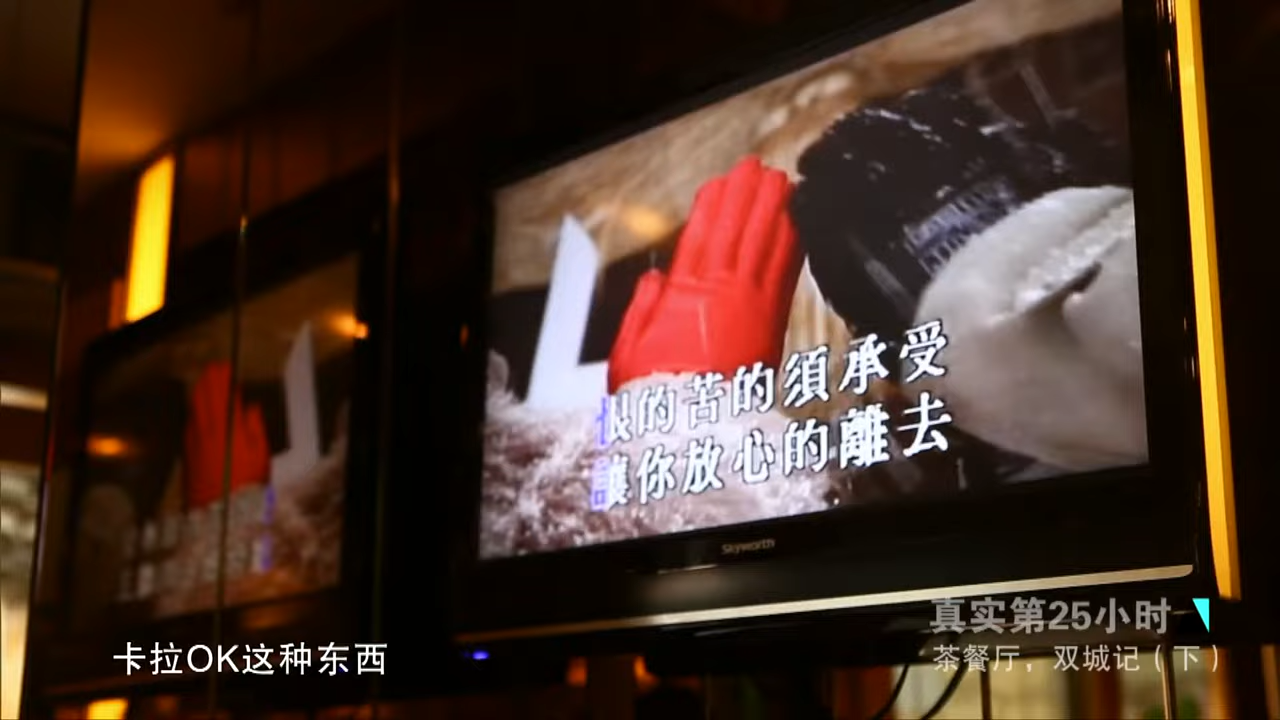 恨的苦的須承受
讓你放心的離去
Skyworth
真实第25小时
卡拉OK这种东西
茶餐厅，双城记（下）